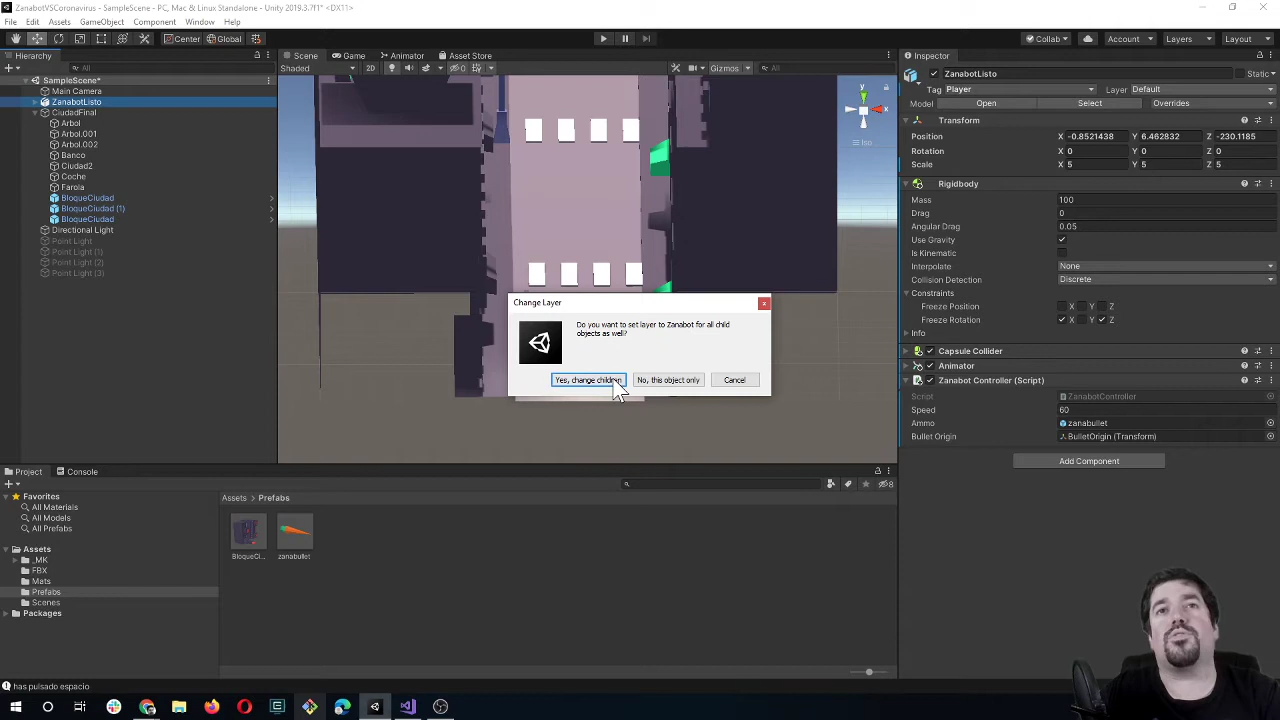 ZanabotVSCoronavirus - SampleScene - PC, Mac & Linux Standalone - Unity 2019.3.7f1* <DX11>
File Edit Assets GameObject Component Window Help
Center Global Collab Account Layers Layout
Hierarchy
All
SampleScene*
Main Camera
ZanabotListo
CiudadFinal
Arbol
Arbol.001
Arbol.002
Banco
Ciudad2
Coche
Farola
BloqueCiudad
BloqueCiudad (1)
BloqueCiudad
Directional Light
Point Light
Point Light (1)
Point Light (2)
Point Light (3)
Scene Game Animator Asset Store
Shaded 2D 0 Gizmos All
y
x
Iso
Change Layer
Do you want to set layer to Zanabot for all child
objects as well?
Yes, change children No, this object only Cancel
Inspector
ZanabotListo Static
Tag Player Layer Default
Model Open Select Overrides
Transform
Position X -0.8521438 Y 6.462832 Z -230.1185
Rotation X 0 Y 0 Z 0
Scale X 5 Y 5 Z 5
Rigidbody
Mass 100
Drag 0
Angular Drag 0.05
Use Gravity
Is Kinematic
Interpolate None
Collision Detection Discrete
Constraints
Freeze Position X Y Z
Freeze Rotation X Y Z
Info
Capsule Collider
Animator
Zanabot Controller (Script)
Script ZanabotController
Speed 60
Ammo zanabullet
Bullet Origin BulletOrigin (Transform)
Add Component
Project Console
8
Favorites
All Materials
All Models
All Prefabs
Assets
_MK
FBX
Mats
Prefabs
Scenes
Packages
Assets > Prefabs
BloqueCi... zanabullet
has pulsado espacio